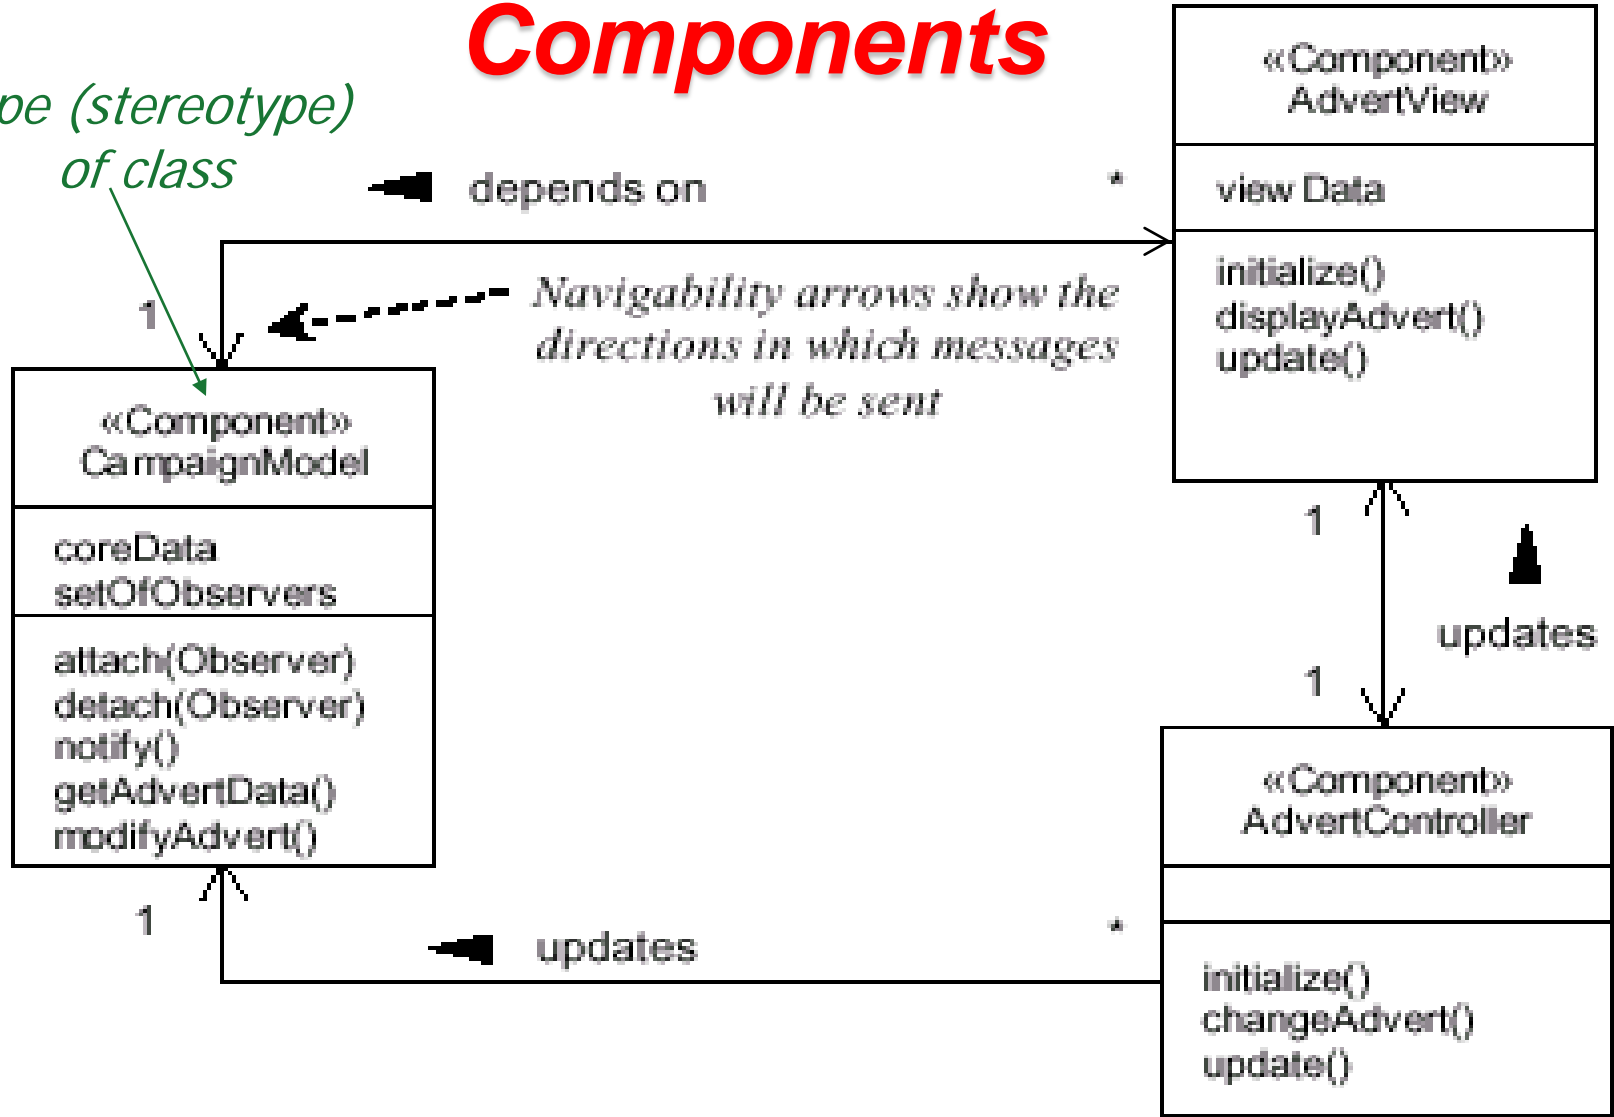 Components
pe (stereotype)
of class
depends on
*
1
Navigability arrows show the
directions in which messages
will be sent
«Component»
AdvertView
view Data
initialize()
displayAdvert()
update()
«Component»
CampaignModel
coreData
setOfObservers
attach(Observer)
detach(Observer)
notify()
getAdvertData()
modifyAdvert()
1
updates
1
«Component»
AdvertController
initialize()
changeAdvert()
update()
1
updates
*